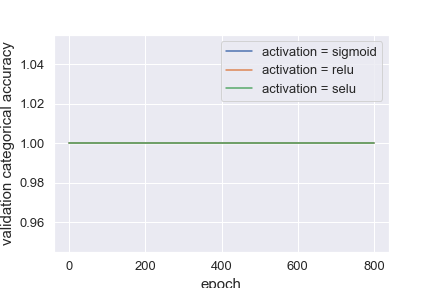 activation = sigmoid
activation = relu
activation = selu
validation categorical accuracy
1.04
1.02
1.00
0.98
0.96
0 200 400 600 800
epoch